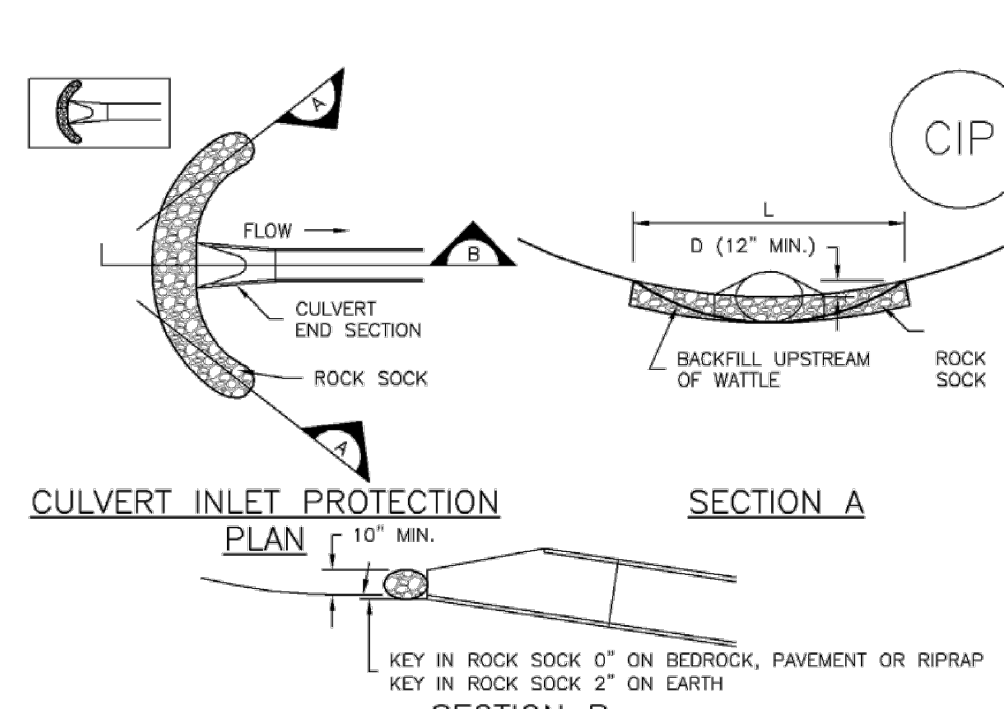 A
CIP
FLOW
B
L
D (12" MIN.)
CULVERT
END SECTION
ROCK SOCK
BACKFILL UPSTREAM
OF WATTLE
ROCK
SOCK
A
CULVERT INLET PROTECTION
PLAN
SECTION A
10" MIN.
KEY IN ROCK SOCK 0" ON BEDROCK, PAVEMENT OR RIPRAP
KEY IN ROCK SOCK 2" ON EARTH